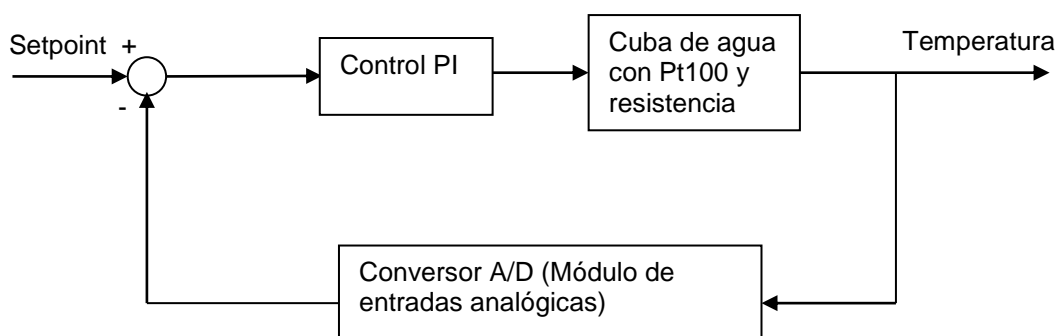 Setpoint +
-
Control PI
Cuba de agua
con Pt100 y
resistencia
Temperatura
Conversor A/D (Módulo de
entradas analógicas)